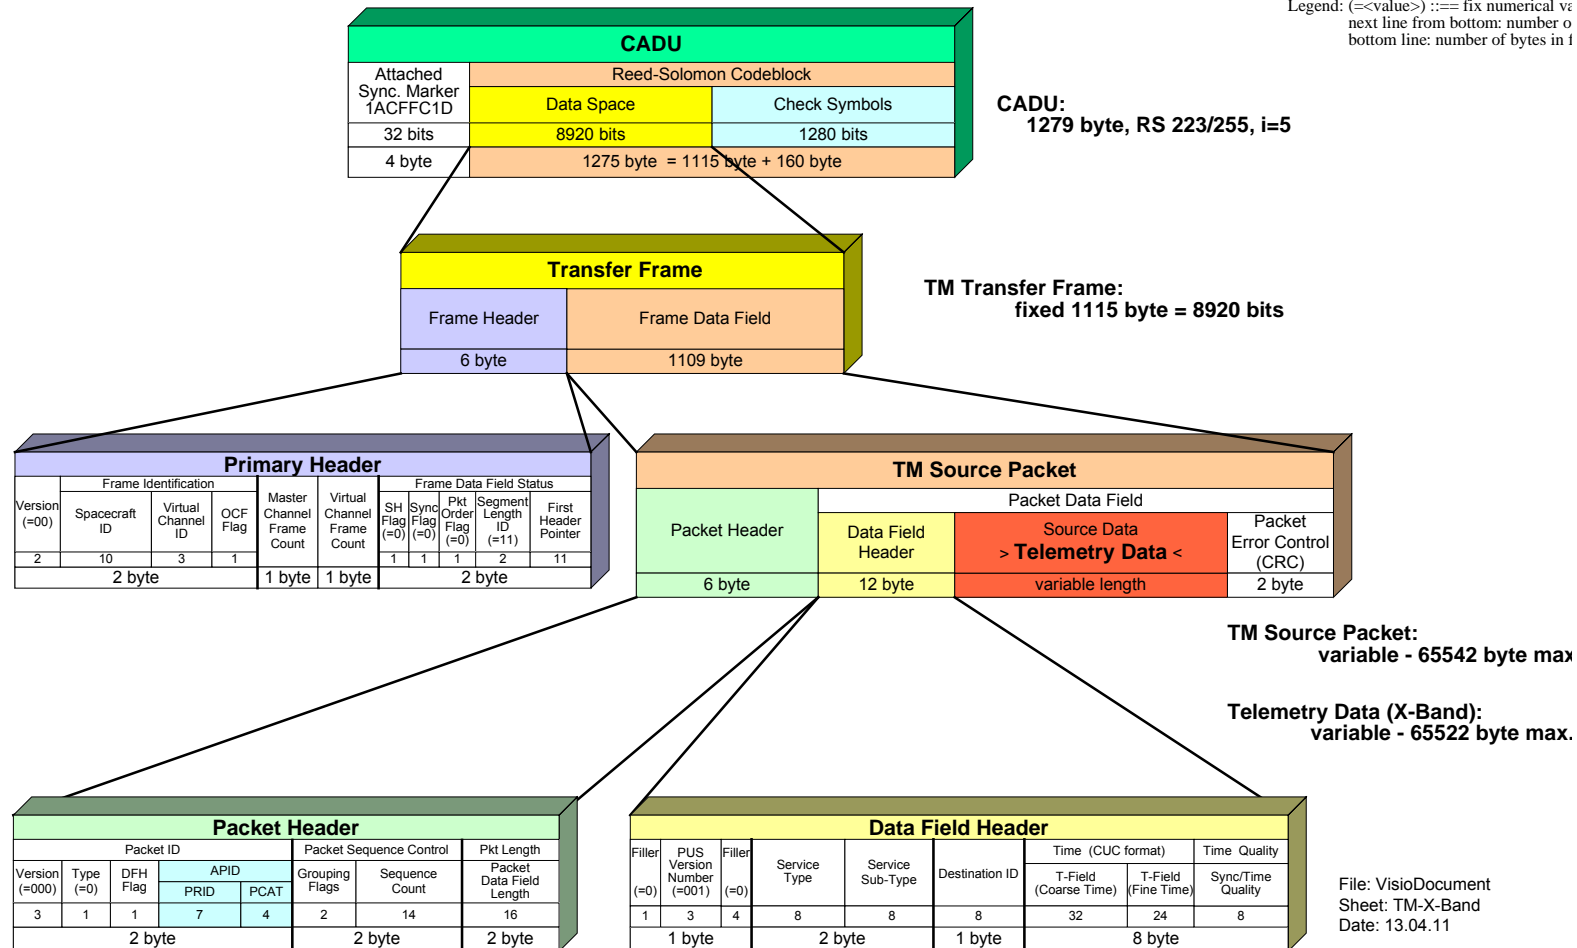 Legend: (=<value>) ::== fix numerical va
next line from bottom: number o
bottom line: number of bytes in f
CADU
Attached
Sync. Marker
1ACFFC1D
Reed-Solomon Codeblock
Data Space
Check Symbols
32 bits
8920 bits
1280 bits
4 byte
1275 byte = 1115 byte + 160 byte
CADU:
1279 byte, RS 223/255, i=5
Transfer Frame
Frame Header
Frame Data Field
6 byte
1109 byte
TM Transfer Frame:
fixed 1115 byte = 8920 bits
Primary Header
Version
(=00)
Frame Identification
Spacecraft
ID
Virtual
Channel
ID
OCF
Flag
Master
Channel
Frame
Count
Virtual
Channel
Frame
Count
Frame Data Field Status
SH
Flag
(=0)
Sync
Flag
(=0)
Pkt
Order
Flag
(=0)
Segment
Length
ID
(=11)
First
Header
Pointer
2
10
3
1
1
1
1
2
11
2 byte
1 byte
1 byte
2 byte
TM Source Packet
Packet Header
Packet Data Field
Data Field
Header
Source Data
> Telemetry Data <
Packet
Error Control
(CRC)
6 byte
12 byte
variable length
2 byte
TM Source Packet:
variable - 65542 byte max
Telemetry Data (X-Band):
variable - 65522 byte max.
Packet Header
Packet ID
Packet Sequence Control
Pkt Length
Version
(=000)
Type
(=0)
DFH
Flag
APID
PRID
PCAT
Grouping
Flags
Sequence
Count
Packet
Data Field
Length
3
1
1
7
4
2
14
16
2 byte
2 byte
2 byte
Data Field Header
Filler
(=0)
PUS
Version
Number
(=001)
Filler
(=0)
Service
Type
Service
Sub-Type
Destination ID
Time (CUC format)
T-Field
(Coarse Time)
T-Field
(Fine Time)
Time Quality
Sync/Time
Quality
1
3
4
8
8
8
32
24
8
1 byte
2 byte
1 byte
8 byte
File: VisioDocument
Sheet: TM-X-Band
Date: 13.04.11